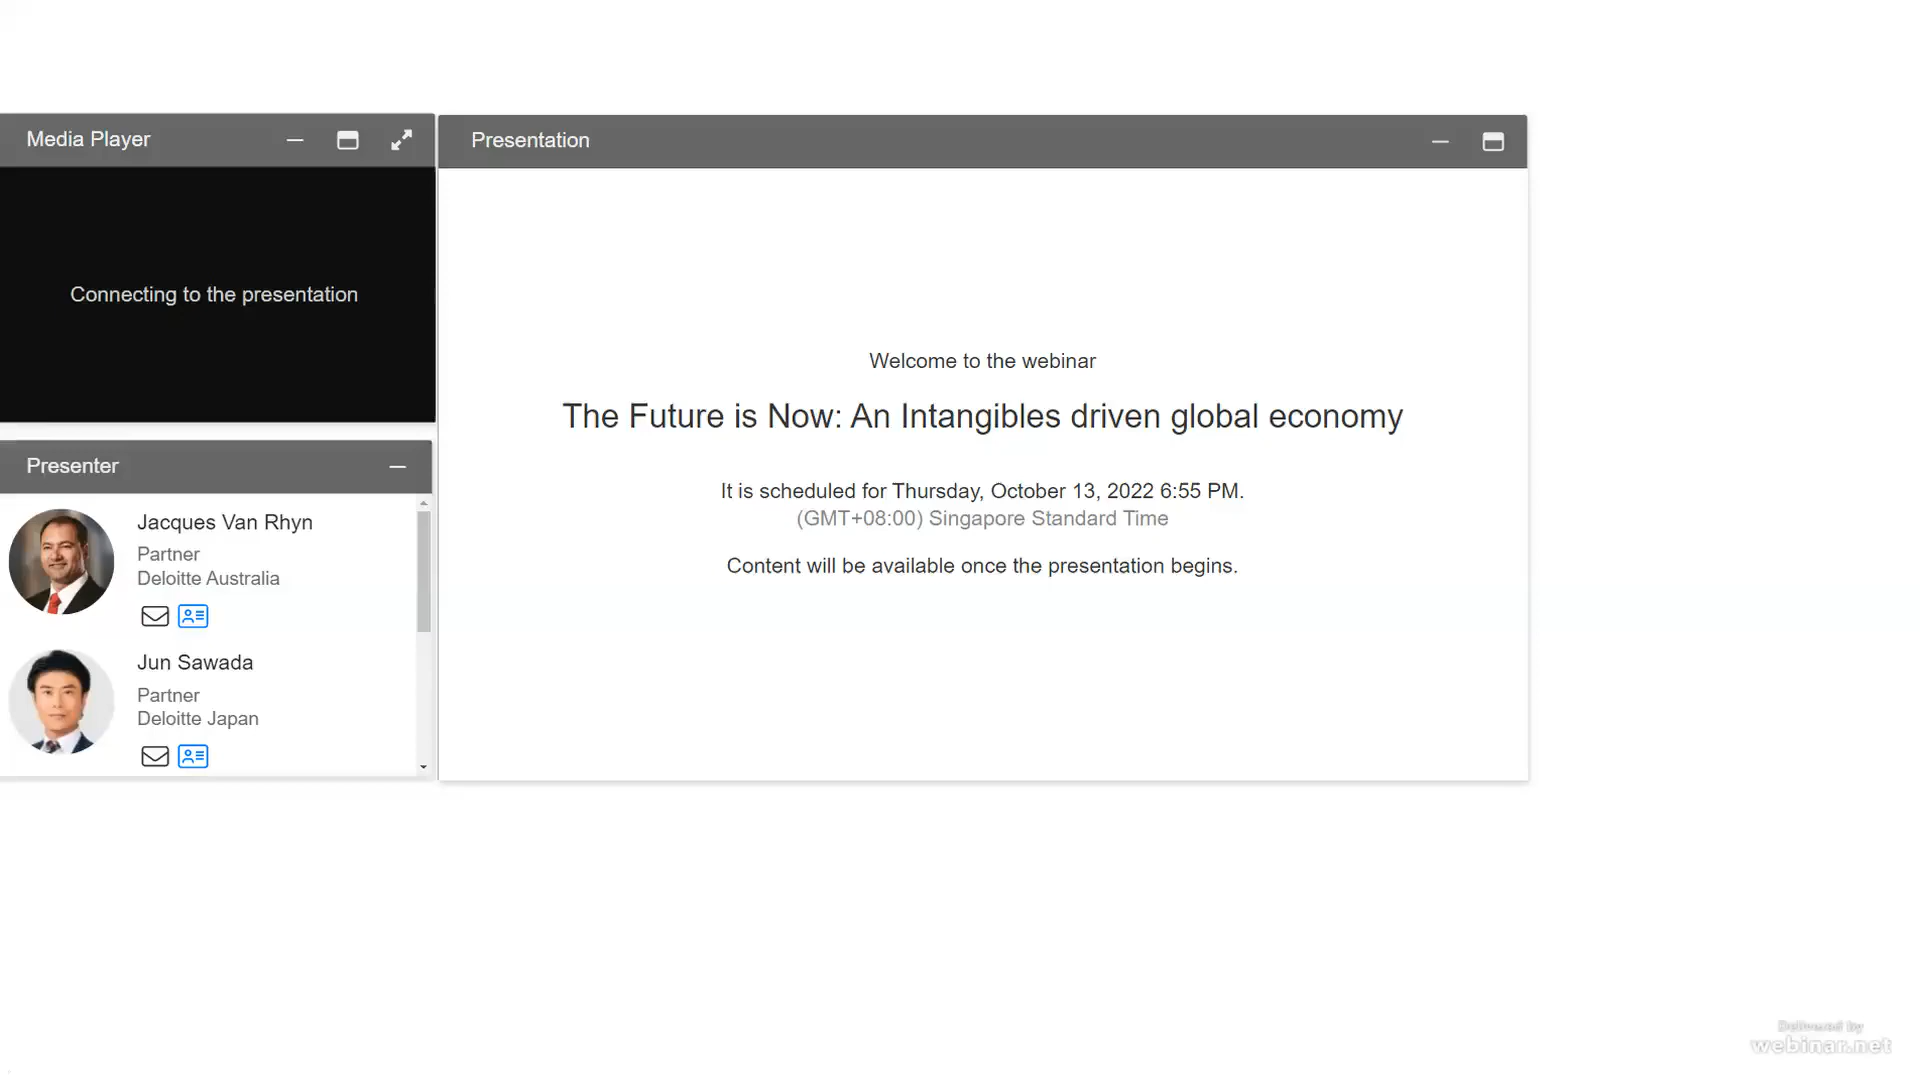 Media Player
Connecting to the presentation
Presenter
Jacques Van Rhyn
Partner
Deloitte Australia
Jun Sawada
Partner
Deloitte Japan
Presentation
Welcome to the webinar
The Future is Now: An Intangibles driven global economy
It is scheduled for Thursday, October 13, 2022 6:55 PM.
(GMT+08:00) Singapore Standard Time
Content will be available once the presentation begins.
Delivered by
webinar.net